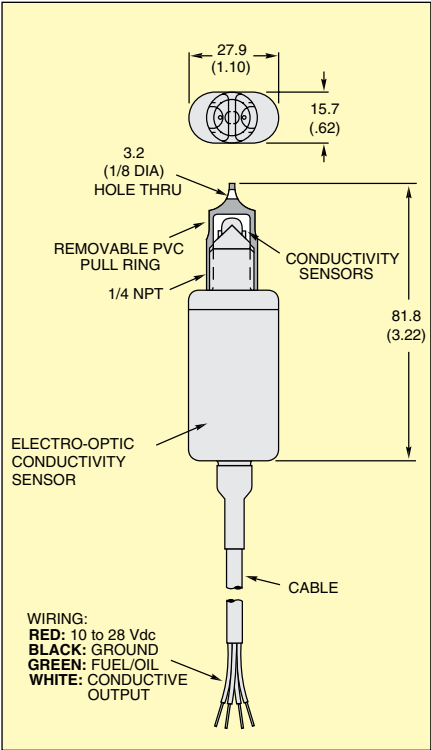 27.9
(1.10)
15.7
(.62)
3.2
(1/8 DIA)
HOLE THRU
REMOVABLE PVC
PULL RING
CONDUCTIVITY
SENSORS
1/4 NPT
81.8
(3.22)
ELECTRO-OPTIC
CONDUCTIVITY
SENSOR
CABLE
WIRING:
RED: 10 to 28 Vdc
BLACK: GROUND
GREEN: FUEL/OIL
WHITE: CONDUCTIVE
OUTPUT